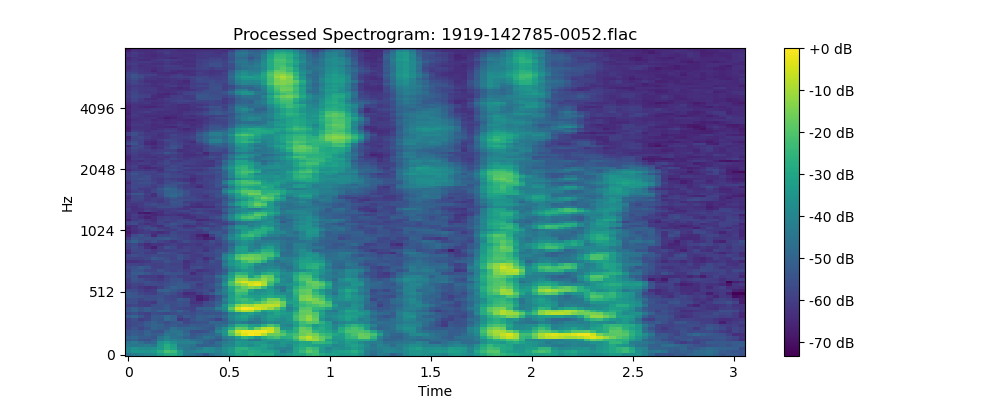 Processed Spectrogram: 1919-142785-0052.flac
+0 dB
-10 dB
-20 dB
-30 dB
-40 dB
-50 dB
-60 dB
-70 dB
Hz
4096
2048
1024
512
0
0 0.5 1 1.5 2 2.5 3
Time